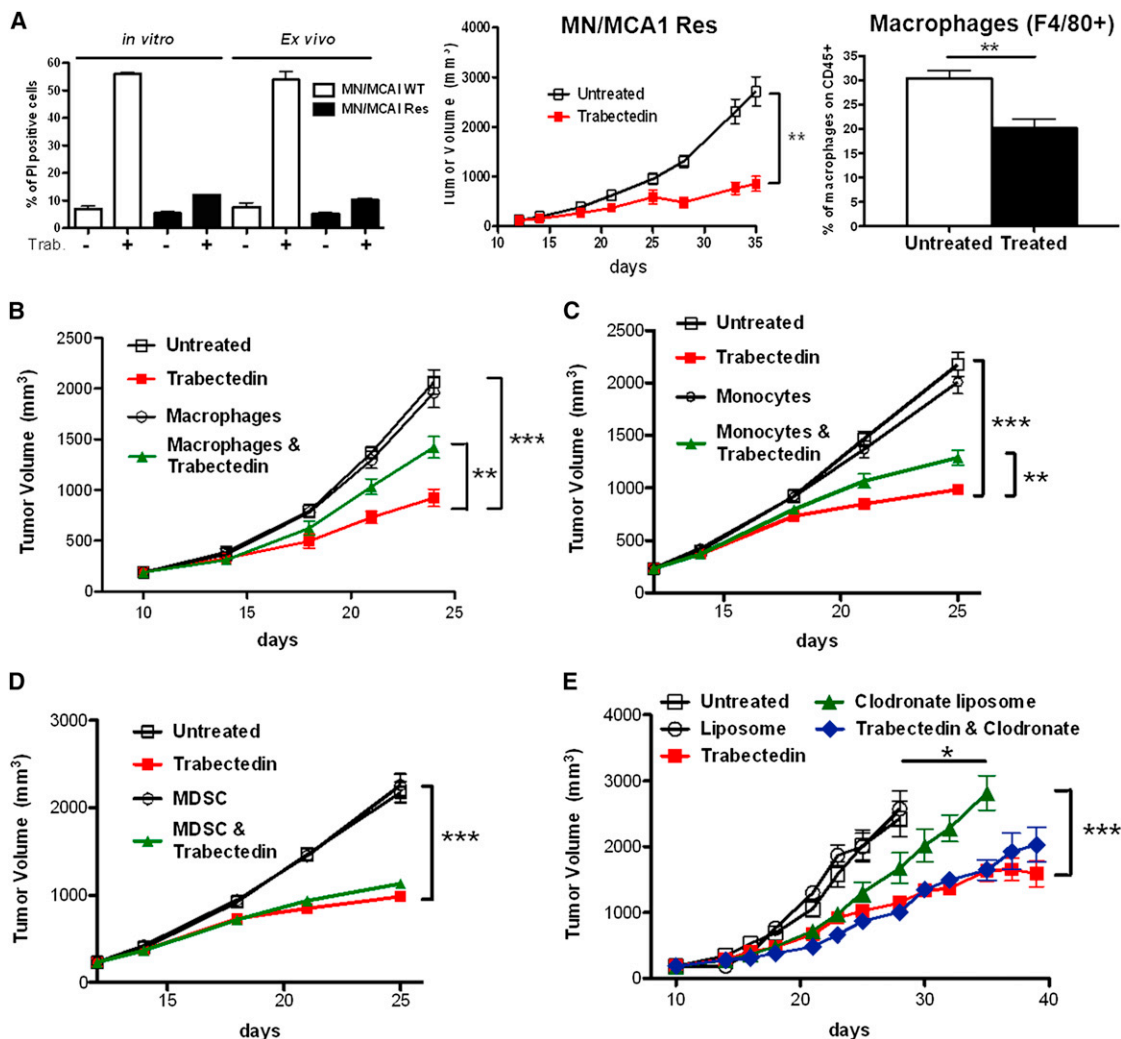 A
in vitro
Ex vivo
% of PI positive cells
60
50
40
30
20
10
0
MN/MCAI WT
MN/MCAI Res
Trab.
- + - + - + - +
MN/MCA1 Res
Tumor Volume (mm³)
4000
3000
2000
1000
0
Untreated
Trabectedin
**
10 15 20 25 30 35
days
Macrophages (F4/80+)
% of macrophages on CD45+
45
40
35
30
25
20
15
10
5
0
**
Untreated Treated
B
Tumor Volume (mm³)
2500
2000
1500
1000
500
0
Untreated
Trabectedin
Macrophages
Macrophages &
Trabectedin
**
***
10 15 20 25
days
C
Tumor Volume (mm³)
2500
2000
1500
1000
500
0
Untreated
Trabectedin
Monocytes
Monocytes &
Trabectedin
***
**
15 20 25
days
D
Tumor Volume (mm³)
3000
2000
1000
0
Untreated
Trabectedin
MDSC
MDSC &
Trabectedin
***
15 20 25
days
E
Untreated
Liposome
Trabectedin
Clodronate liposome
Trabectedin & Clodronate
Tumor Volume (mm³)
4000
3000
2000
1000
0
*
***
10 20 30 40
days